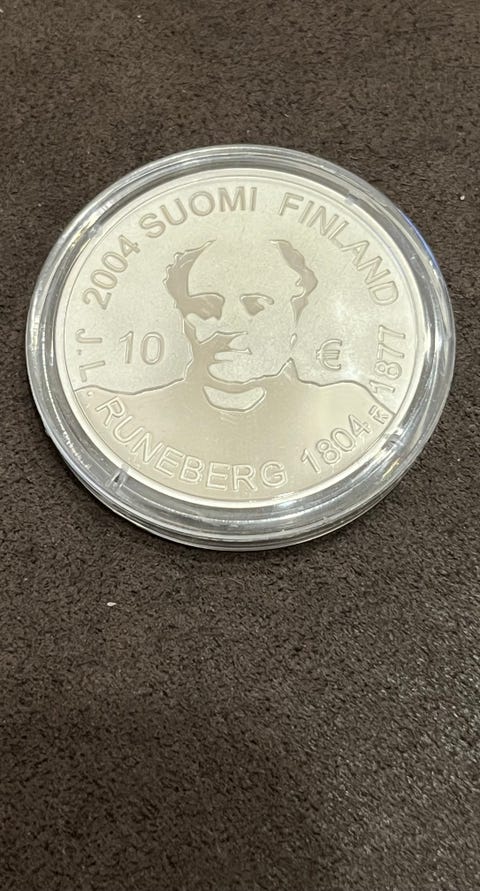 2004 SUOMI FINLAND
10 €
J.L. RUNEBERG 1804 1877